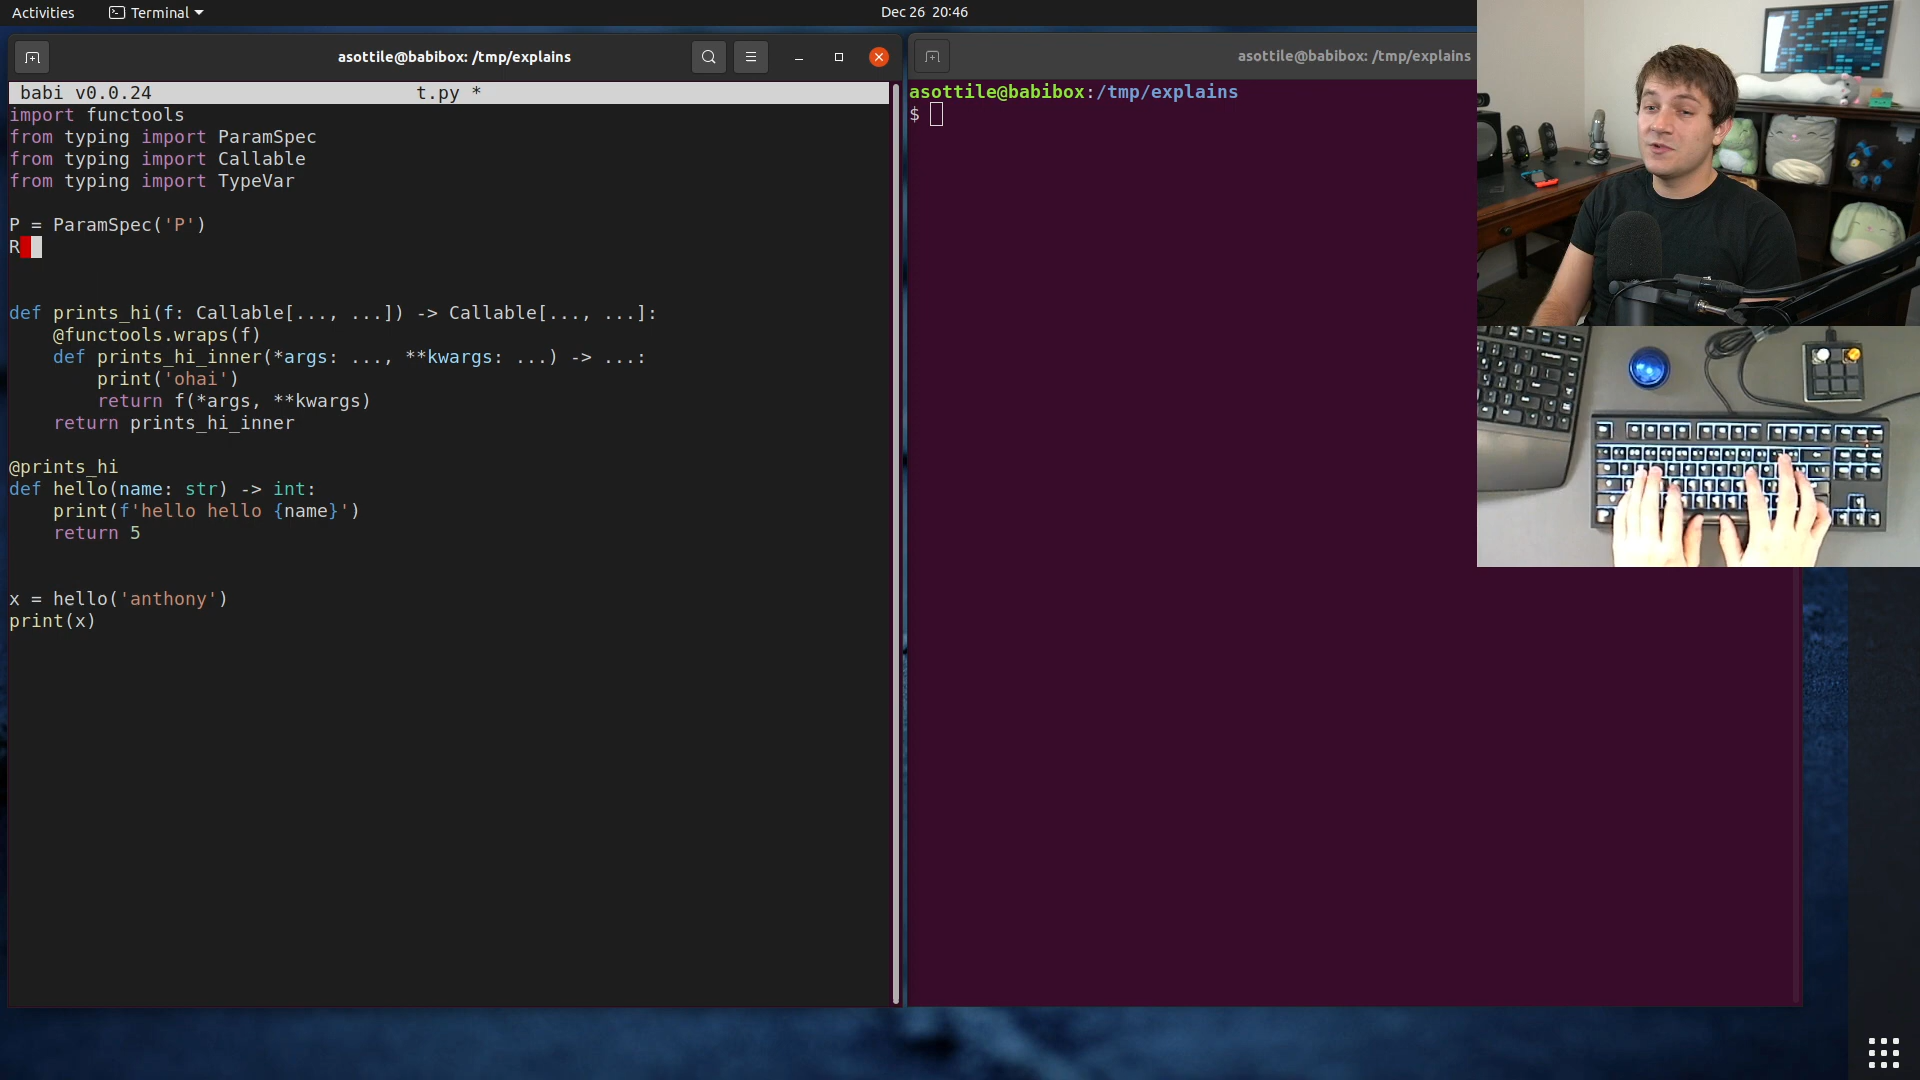 Activities
Terminal
Dec 26 20:46
asottile@babibox: /tmp/explains
babi v0.0.24 t.py *
import functools
from typing import ParamSpec
from typing import Callable
from typing import TypeVar
P = ParamSpec('P')
R
def prints_hi(f: Callable[..., ...]) -> Callable[..., ...]:
    @functools.wraps(f)
    def prints_hi_inner(*args: ..., **kwargs: ...) -> ...:
        print('ohai')
        return f(*args, **kwargs)
    return prints_hi_inner
@prints_hi
def hello(name: str) -> int:
    print(f'hello hello {name}')
    return 5
x = hello('anthony')
print(x)
asottile@babibox: /tmp/explains
asottile@babibox:/tmp/explains
$